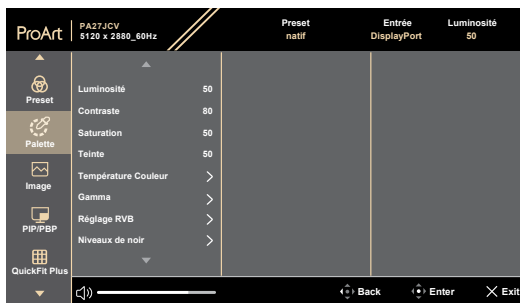 ProArt
PA27JCV
5120 x 2880_60Hz
Preset
natif
Entrée
DisplayPort
Luminosité
50
Preset
Palette
Image
PIP/PBP
QuickFit Plus
Luminosité 50
Contraste 80
Saturation 50
Teinte 50
Température Couleur
Gamma
Réglage RVB
Niveaux de noir
Back
Enter
Exit